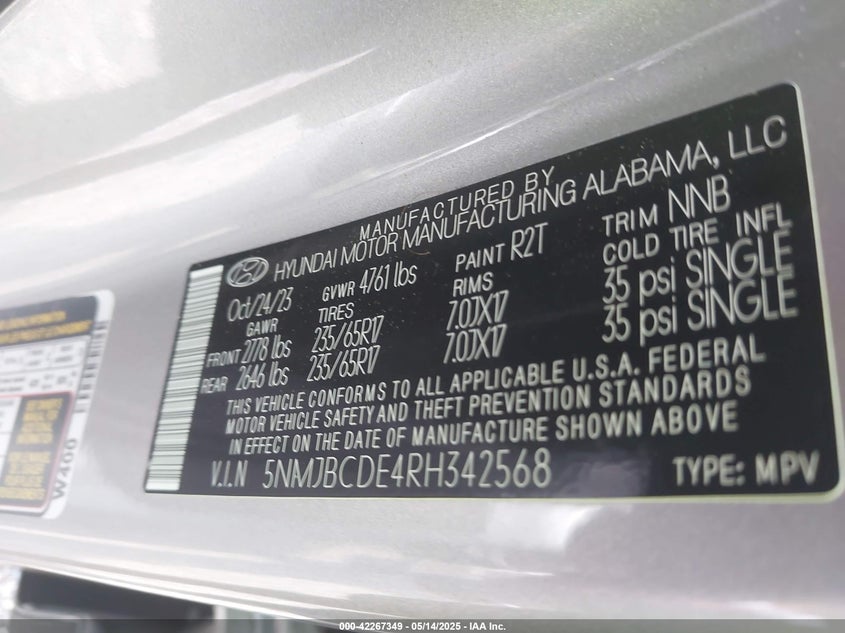 MANUFACTURED BY
HYUNDAI MOTOR MANUFACTURING ALABAMA, LLC
Oct/24/23 GVWR 4761 lbs PAINT R2T TRIM NNB
GAWR TIRES RIMS COLD TIRE INFL
FRONT 2778 lbs 235/65R17 7.0JX17 35 psi SINGLE
REAR 2646 lbs 235/65R17 7.0JX17 35 psi SINGLE
THIS VEHICLE CONFORMS TO ALL APPLICABLE U.S.A. FEDERAL
MOTOR VEHICLE SAFETY AND THEFT PREVENTION STANDARDS
IN EFFECT ON THE DATE OF MANUFACTURE SHOWN ABOVE
V.I.N 5NMJBCDE4RH342568 TYPE: MPV
W400
000-42267349 - 05/14/2025 - IAA Inc.